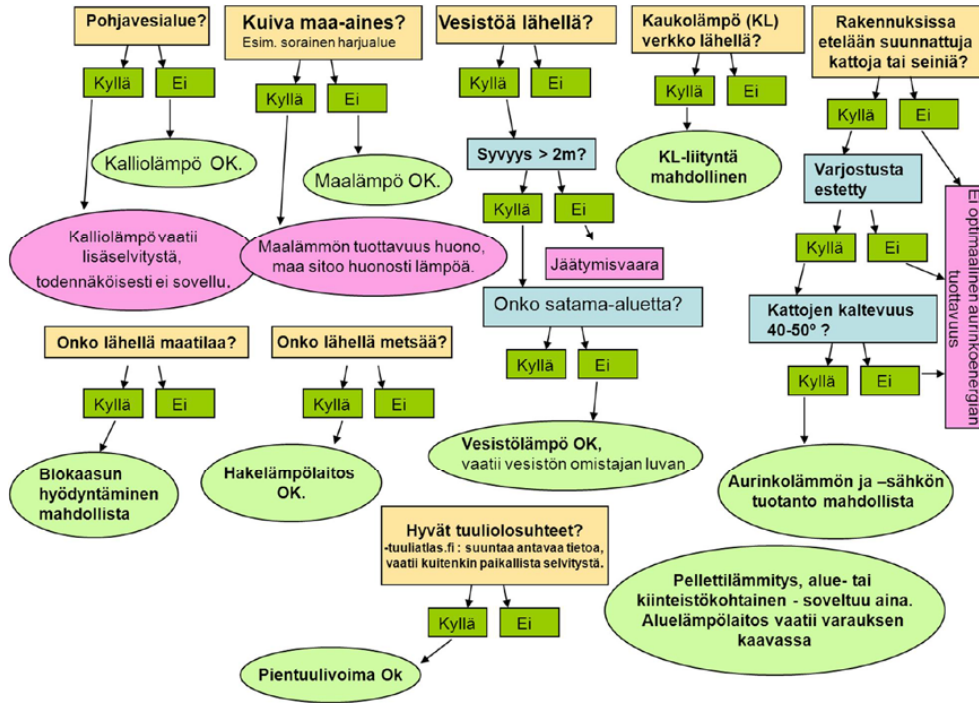 Pohjavesialue?
Kyllä
Ei
Kalliolämpö OK.
Kalliolämpö vaatii
lisäselvitystä,
todennäköisesti ei sovellu.
Kuiva maa-aines?
Esim. sorainen harjualue
Kyllä
Ei
Maalämpö OK.
Maalämmön tuottavuus huono,
maa sitoo huonosti lämpöä.
Vesistöä lähellä?
Kyllä
Ei
Syvyys > 2m?
Kyllä
Ei
Jäätymisvaara
Onko satama-aluetta?
Kyllä
Ei
Vesistölämpö OK,
vaatii vesistön omistajan luvan
Kaukolämpö (KL)
verkko lähellä?
Kyllä
Ei
KL-liityntä
mahdollinen
Rakennuksissa
etelään suunnattuja
kattoja tai seiniä?
Kyllä
Ei
Varjostusta
estetty
Kyllä
Ei
Kattojen kaltevuus
40-50º ?
Kyllä
Ei
Ei optimaalinen aurinkoenergian
tuottavuus
Aurinkolämmön ja –sähkön
tuotanto mahdollista
Onko lähellä maatilaa?
Kyllä
Ei
Biokaasun
hyödyntäminen
mahdollista
Onko lähellä metsää?
Kyllä
Ei
Hakelämpölaitos
OK.
Hyvät tuuliolosuhteet?
-tuuliatlas.fi : suuntaa antavaa tietoa,
vaatii kuitenkin paikallista selvitystä.
Kyllä
Ei
Pientuulivoima Ok
Pellettilämmitys, alue- tai
kiinteistökohtainen - soveltuu aina.
Aluelämpölaitos vaatii varauksen
kaavassa